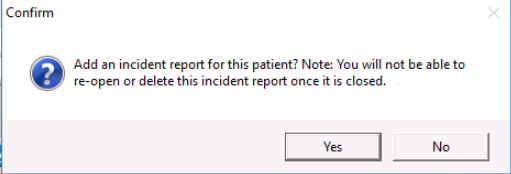 Confirm
Add an incident report for this patient? Note: You will not be able to
re-open or delete this incident report once it is closed.
Yes
No